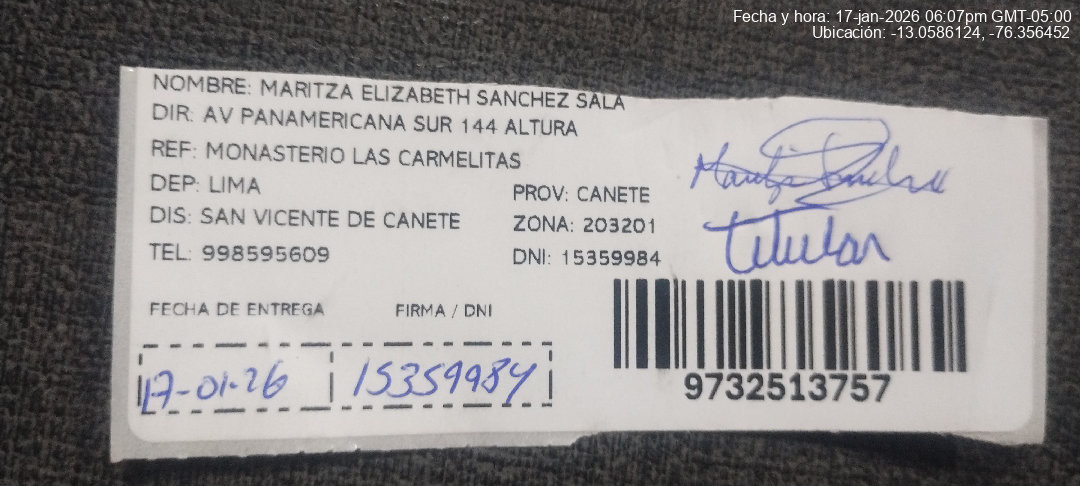 Fecha y hora: 17-jan-2026 06:07pm GMT-05:00
Ubicación: -13.0586124, -76.356452
NOMBRE: MARITZA ELIZABETH SANCHEZ SALA
DIR: AV PANAMERICANA SUR 144 ALTURA
REF: MONASTERIO LAS CARMELITAS
DEP: LIMA
PROV: CANETE
DIS: SAN VICENTE DE CANETE
ZONA: 203201
TEL: 998595609
DNI: 15359984
Titular
FECHA DE ENTREGA
FIRMA / DNI
17-01-26
15359984
9732513757